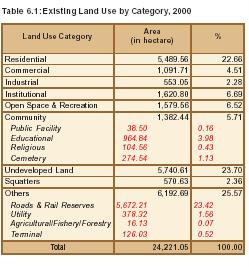 Table 6.1: Existing Land Use by Category, 2000
Land Use Category Area (in hectare) %
Residential 5,489.56 22.66
Commercial 1,091.71 4.51
Industrial 553.05 2.28
Institutional 1,620.80 6.69
Open Space & Recreation 1,579.56 6.52
Community 1,382.44 5.71
Public Facility 38.50 0.16
Educational 964.84 3.98
Religious 104.56 0.43
Cemetery 274.54 1.13
Undeveloped Land 5,740.61 23.70
Squatters 570.63 2.36
Others 6,192.69 25.57
Roads & Rail Reserves 5,672.21 23.42
Utility 378.32 1.56
Agricultural/Fishery/Forestry 16.13 0.07
Terminal 126.03 0.52
Total 24,221.05 100.00